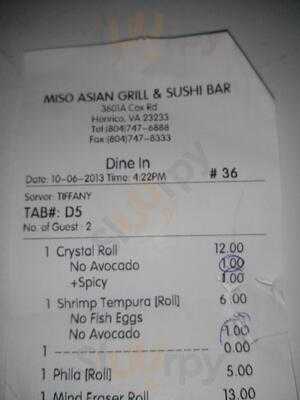 MISO ASIAN GRILL & SUSHI BAR
3601A Cox Rd
Henrico, VA 23233
Tel:(804)747-6888
Fax:(804)747-8333
Dine In
Date: 10-06-2013 Time: 4:22PM # 36
Server: TIFFANY
TAB#: D5
No. of Guest : 2
1 Crystal Roll 12.00
No Avocado 1.00
+Spicy 1.00
1 Shrimp Tempura [Roll] 6.00
No Fish Eggs
No Avocado 1.00
1 ---------------- 0.00
1 Phila [Roll] 5.00
1 Mind Eraser Roll 13.00